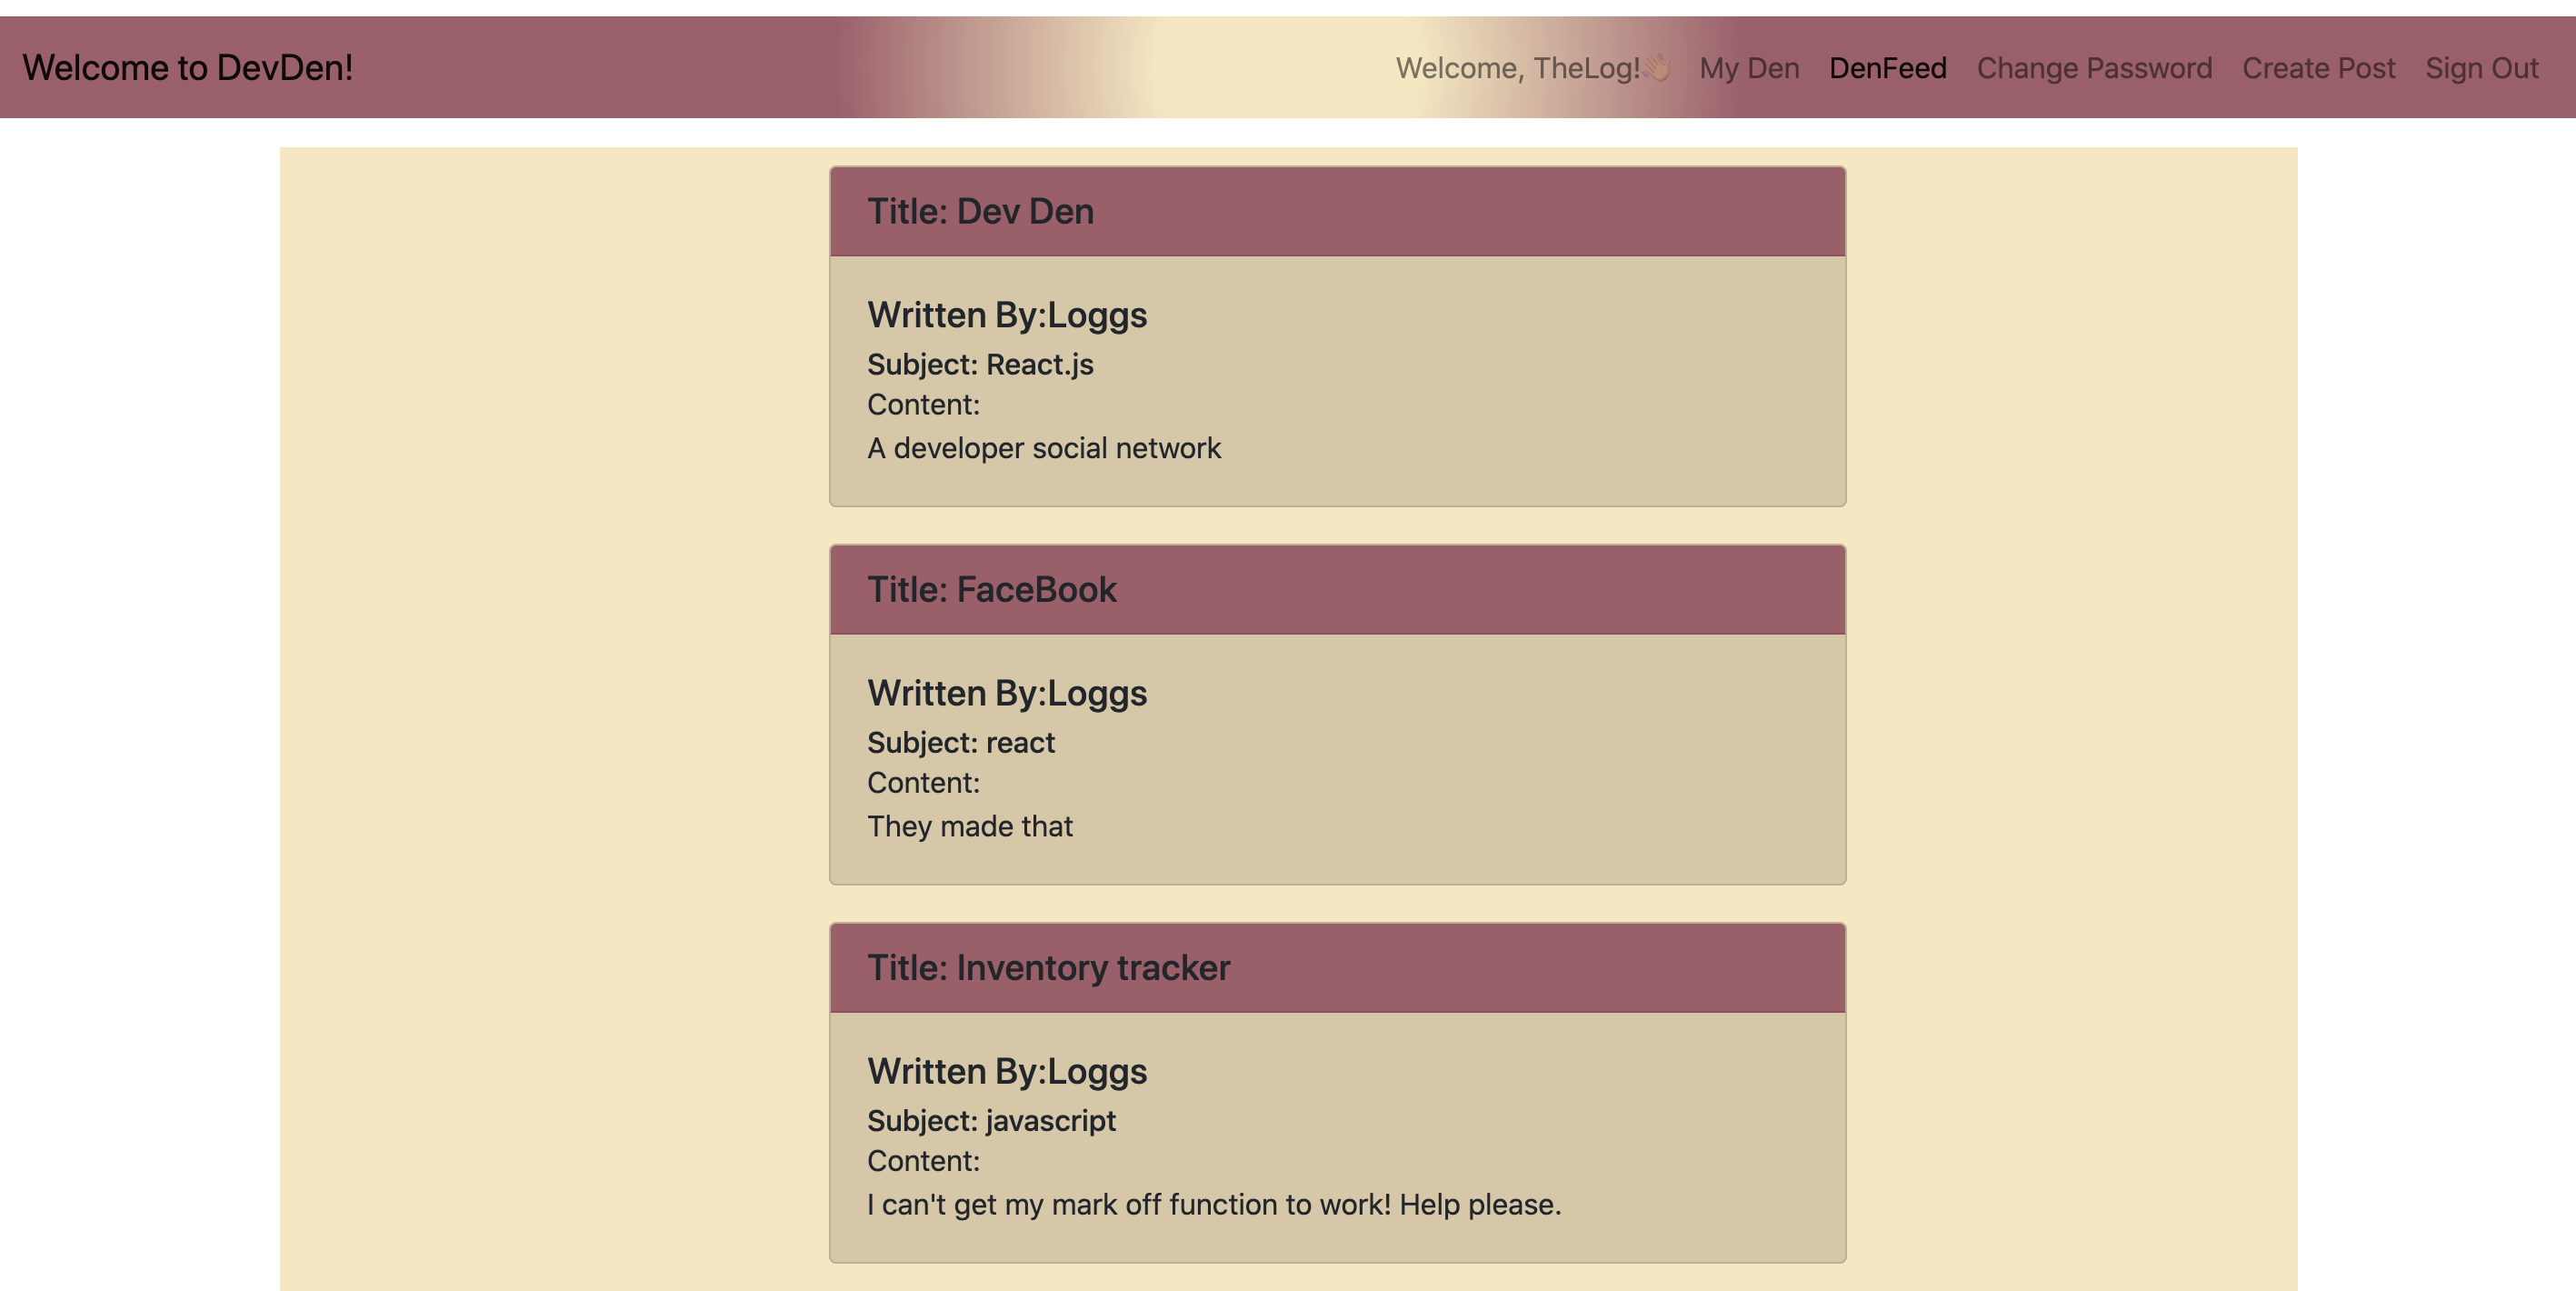 Welcome to DevDen!
Welcome, TheLog!👋🏽 My Den DenFeed Change Password Create Post Sign Out
Title: Dev Den
Written By:Loggs
Subject: React.js
Content:
A developer social network
Title: FaceBook
Written By:Loggs
Subject: react
Content:
They made that
Title: Inventory tracker
Written By:Loggs
Subject: javascript
Content:
I can't get my mark off function to work! Help please.